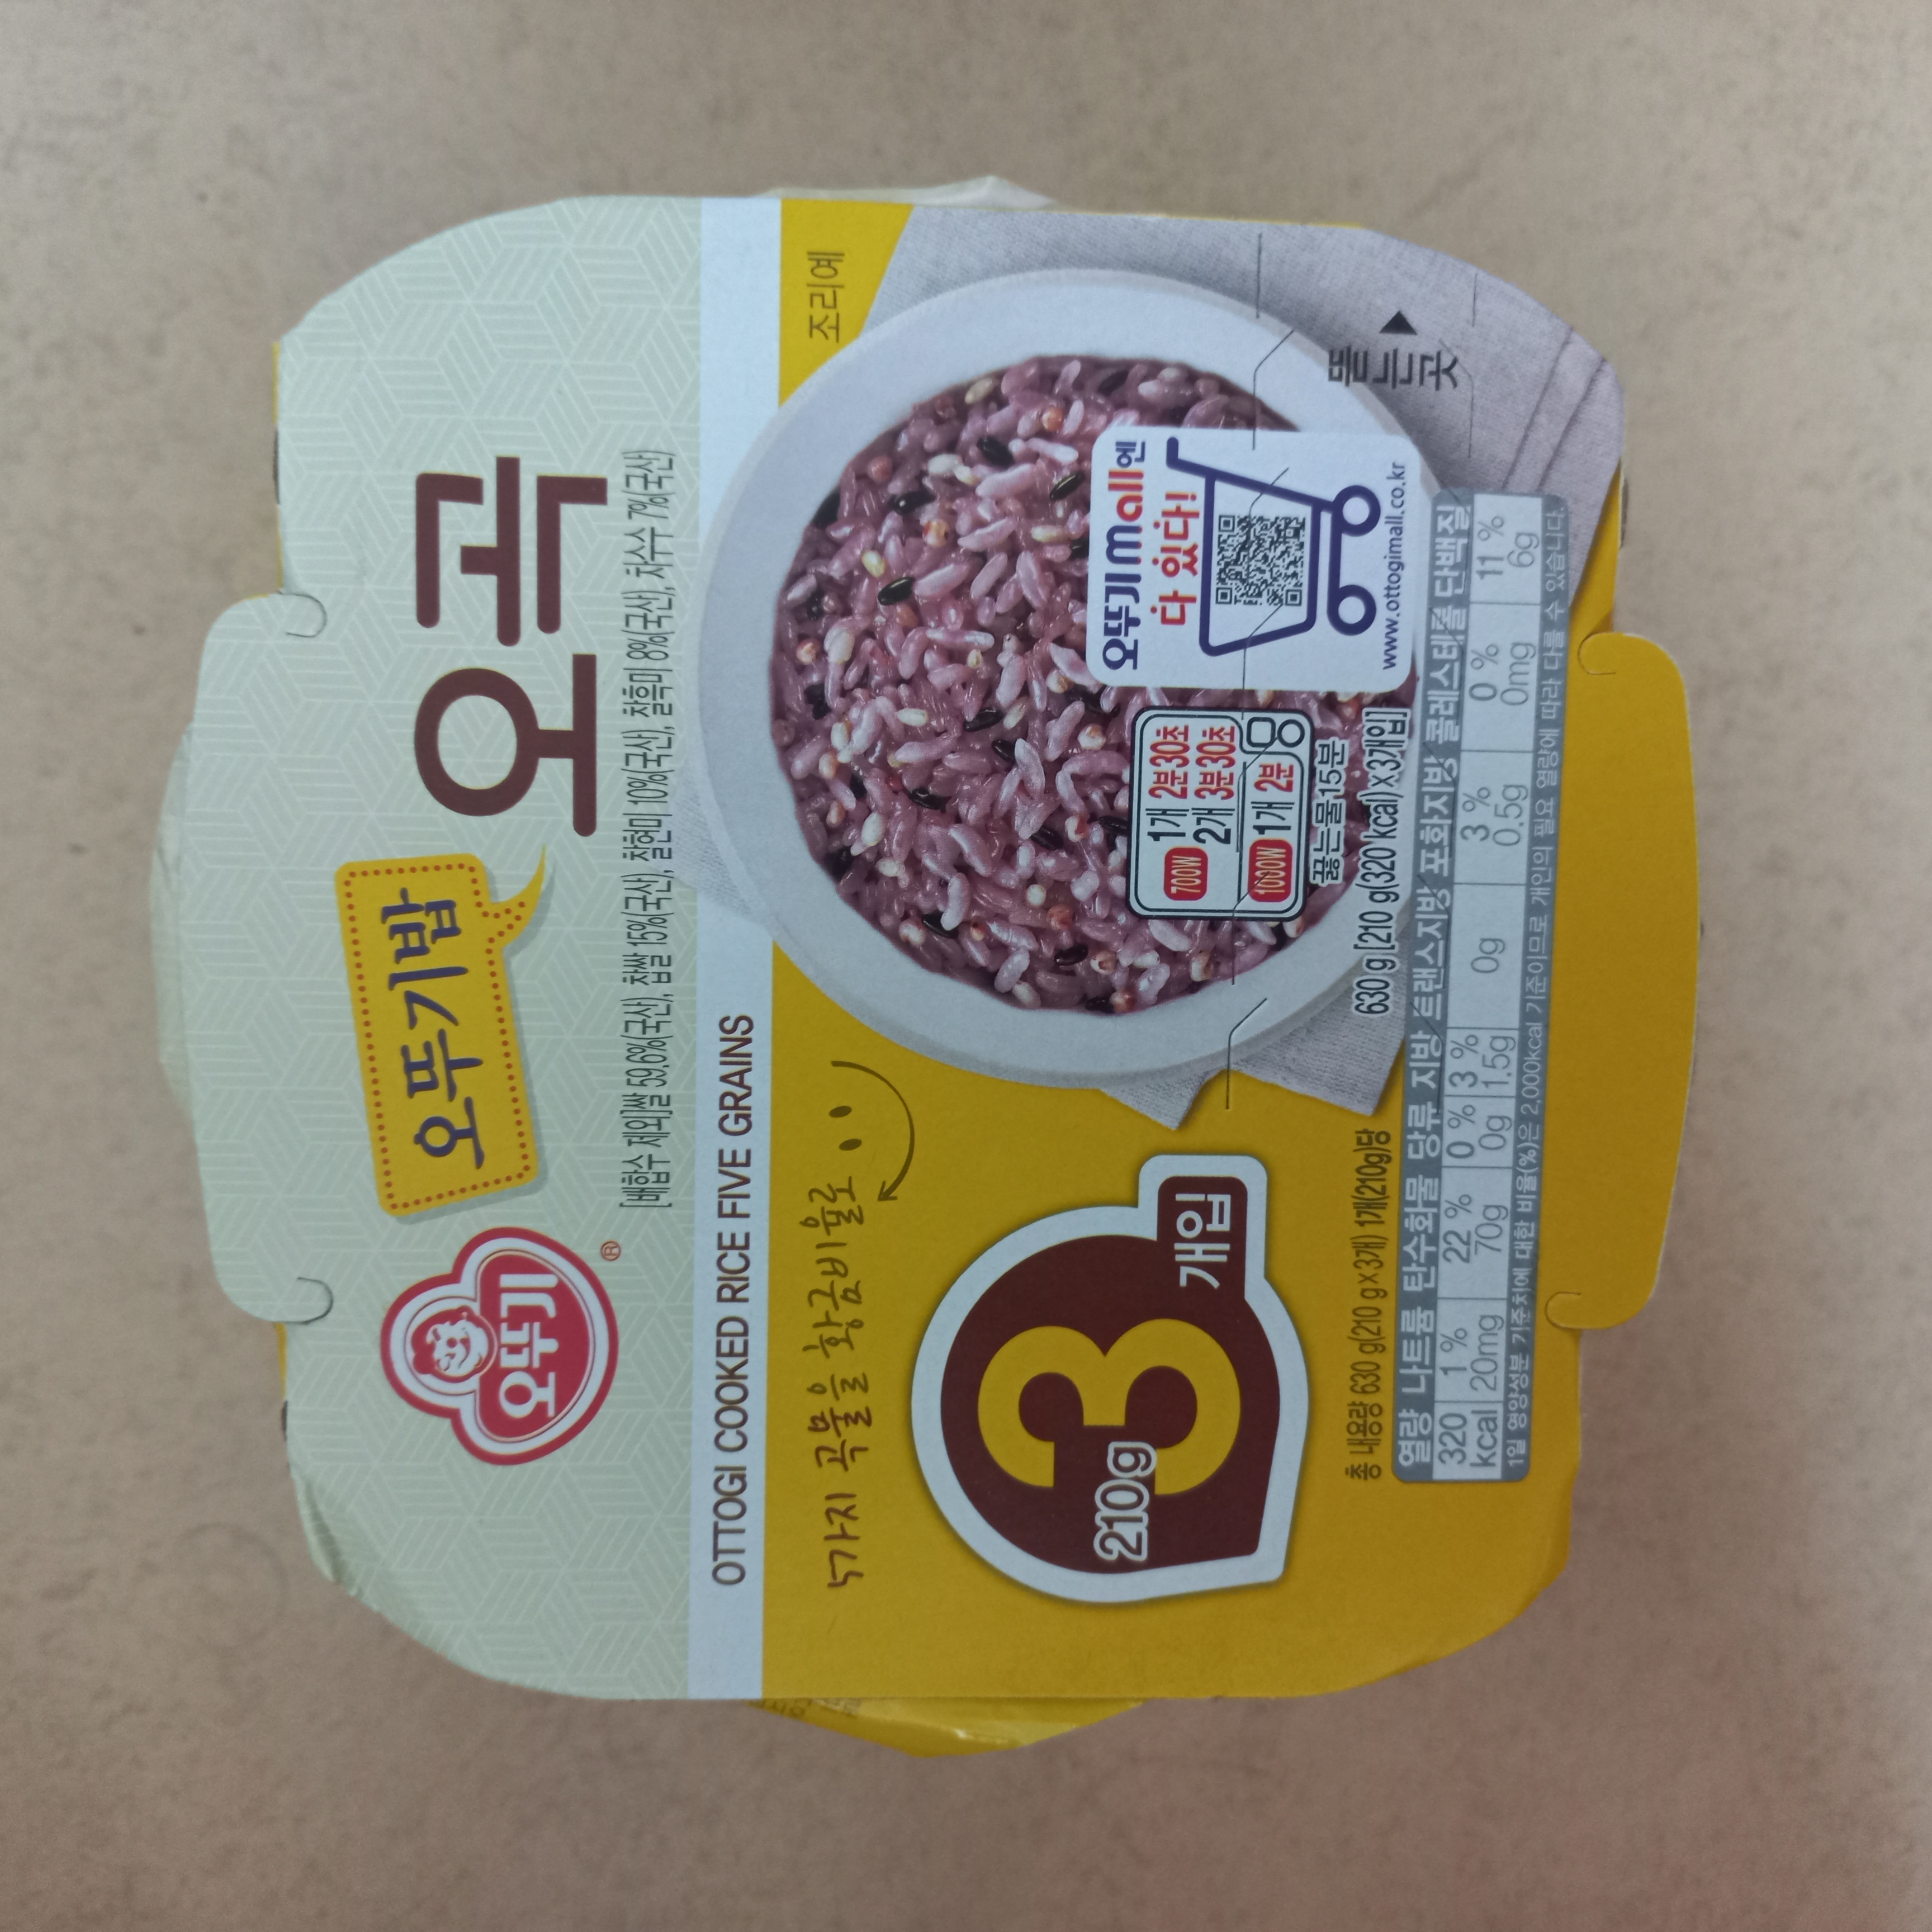 오뚜기
®
오뚜기밥
오곡
[배합수 제외]쌀 59.6%(국산), 찹쌀 15%(국산), 찰현미 10%(국산), 찰흑미 8%(국산), 차수수 7%(국산)
OTTOGI COOKED RICE FIVE GRAINS
5가지 곡물을 황금비율로
조리예
210g
3
개입
오뚜기mall엔
다 있다!
www.ottogimall.co.kr
700W 1개 2분30초
2개 3분30초
1000W 1개 2분
끓는물15분
630 g [210 g(320 kcal)×3개입]
뜯는
곳
총 내용량 630 g(210 g×3개) 1개(210g)당
열량 나트륨 탄수화물 당류 지방 트랜스지방 포화지방 콜레스테롤 단백질
320 1 % 22 % 0 % 3 % 0g 3 % 0 % 11 %
kcal 20mg 70g 0g 1.5g 0.5g 0mg 6g
1일 영양성분 기준치에 대한 비율(%)은 2,000kcal 기준이므로 개인의 필요 열량에 따라 다를 수 있습니다.